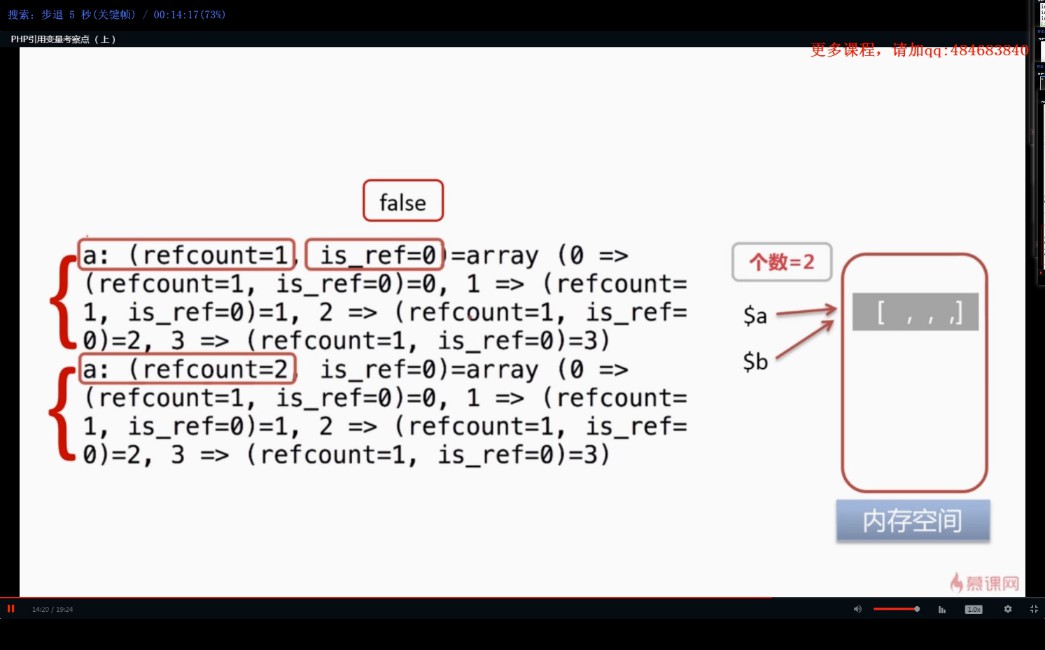 搜索: 步退 5 秒(关键帧) / 00:14:17(73%)
PHP引用变量考察点（上）
更多课程，请加qq:484683840
false
a: (refcount=1, is_ref=0)=array (0 =>
(refcount=1, is_ref=0)=0, 1 => (refcount=
1, is_ref=0)=1, 2 => (refcount=1, is_ref=
0)=2, 3 => (refcount=1, is_ref=0)=3)
a: (refcount=2, is_ref=0)=array (0 =>
(refcount=1, is_ref=0)=0, 1 => (refcount=
1, is_ref=0)=1, 2 => (refcount=1, is_ref=
0)=2, 3 => (refcount=1, is_ref=0)=3)
个数=2
$a
$b
[ , , ,]
内存空间
慕课网
14:20 / 19:24
1.0x